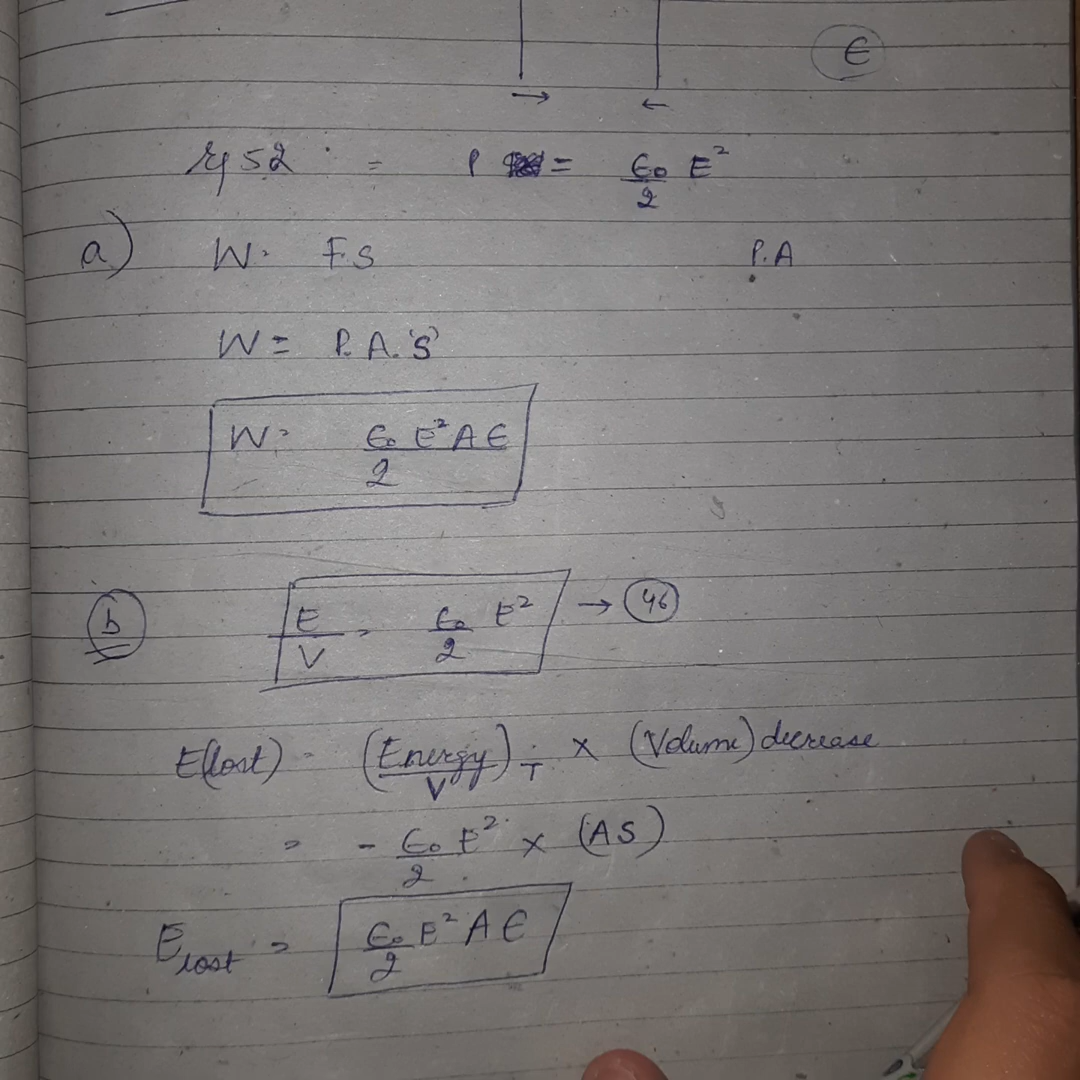 ϵ
→ ←
Eq 52 : = P = ϵ₀/2 E²
a) W = F.S P.A
W = P.A.'S'
W = ϵ₀/2 E² A ϵ
b E/V = ϵ₀/2 E² → 46
E(lost) = (Energy/V) × (Volume) decrease
= - ϵ₀/2 E² × (AS)
E lost = ϵ₀/2 E² A ϵ